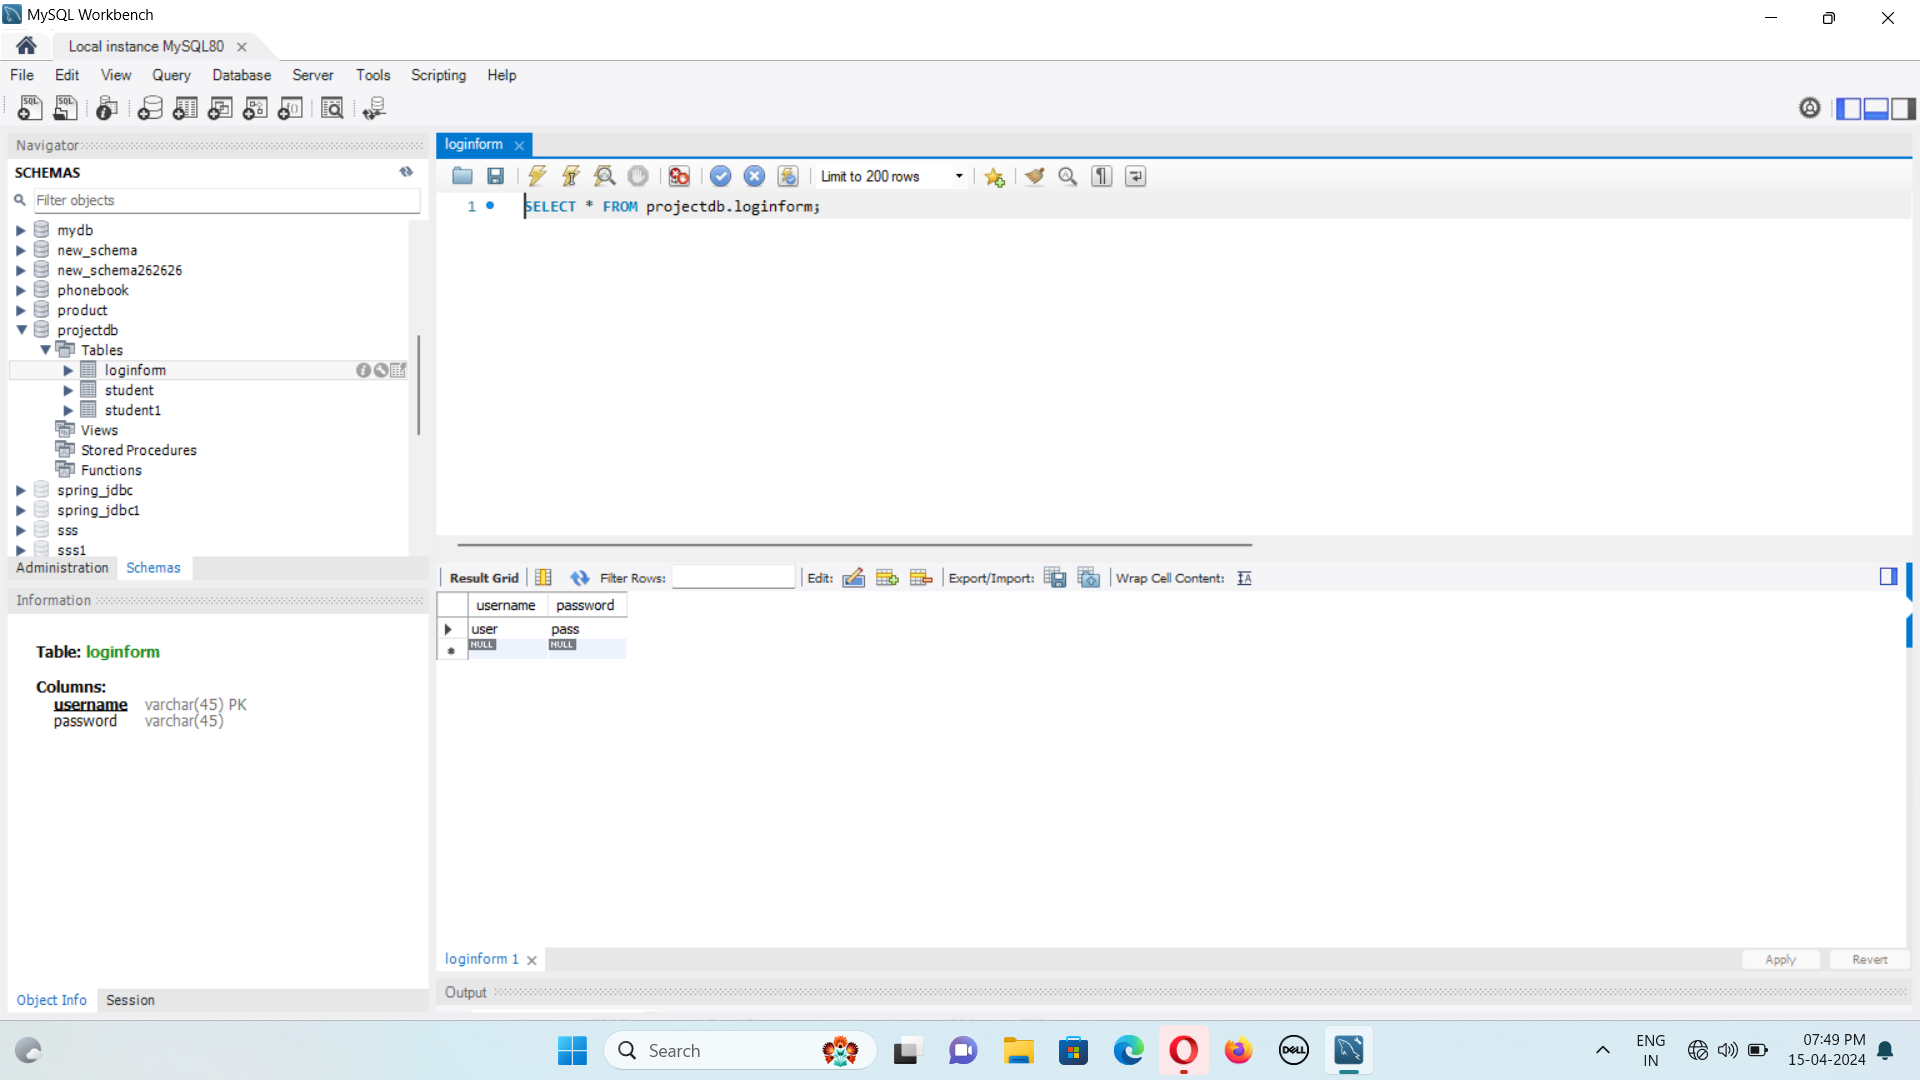 MySQL Workbench
Local instance MySQL80
File Edit View Query Database Server Tools Scripting Help
Navigator
SCHEMAS
Filter objects
mydb
new_schema
new_schema262626
phonebook
product
projectdb
Tables
loginform
student
student1
Views
Stored Procedures
Functions
spring_jdbc
spring_jdbc1
sss
sss1
Administration Schemas
Information
Table: loginform
Columns:
username varchar(45) PK
password varchar(45)
Object Info Session
loginform
Limit to 200 rows
1 SELECT * FROM projectdb.loginform;
Result Grid Filter Rows: Edit: Export/Import: Wrap Cell Content:
username password
user pass
NULL NULL
loginform 1
Apply Revert
Output
Search
DELL
ENG
IN
07:49 PM
15-04-2024